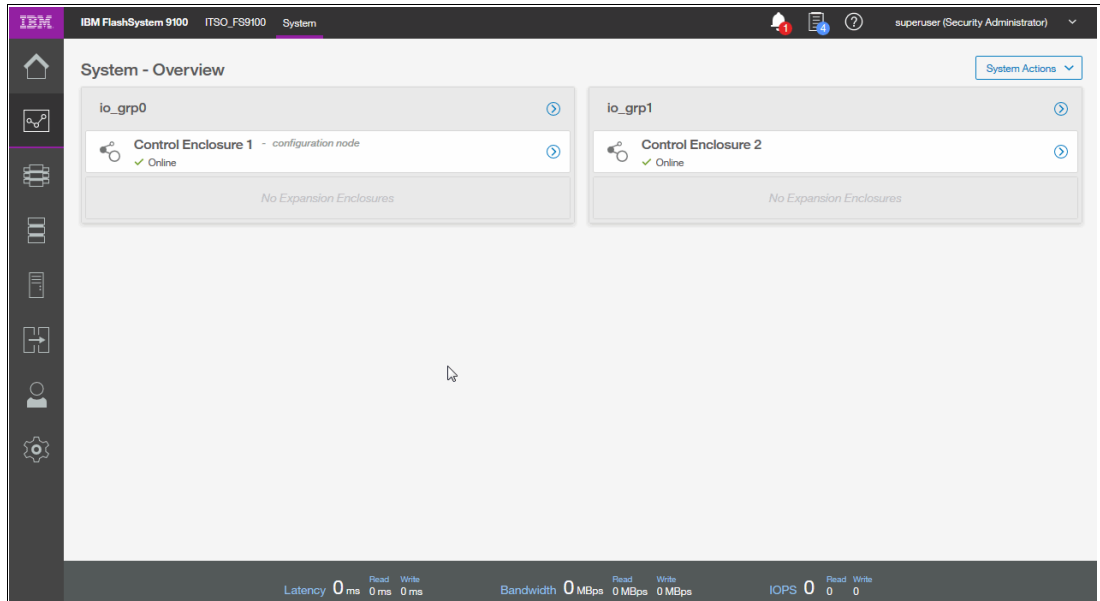 IBM IBM FlashSystem 9100 ITSO_FS9100 System 1 4 ? superuser (Security Administrator)
System - Overview System Actions
io_grp0
Control Enclosure 1 - configuration node
Online
No Expansion Enclosures
io_grp1
Control Enclosure 2
Online
No Expansion Enclosures
Latency 0 ms Read 0 ms Write 0 ms
Bandwidth 0 MBps Read 0 MBps Write 0 MBps
IOPS 0 Read 0 Write 0